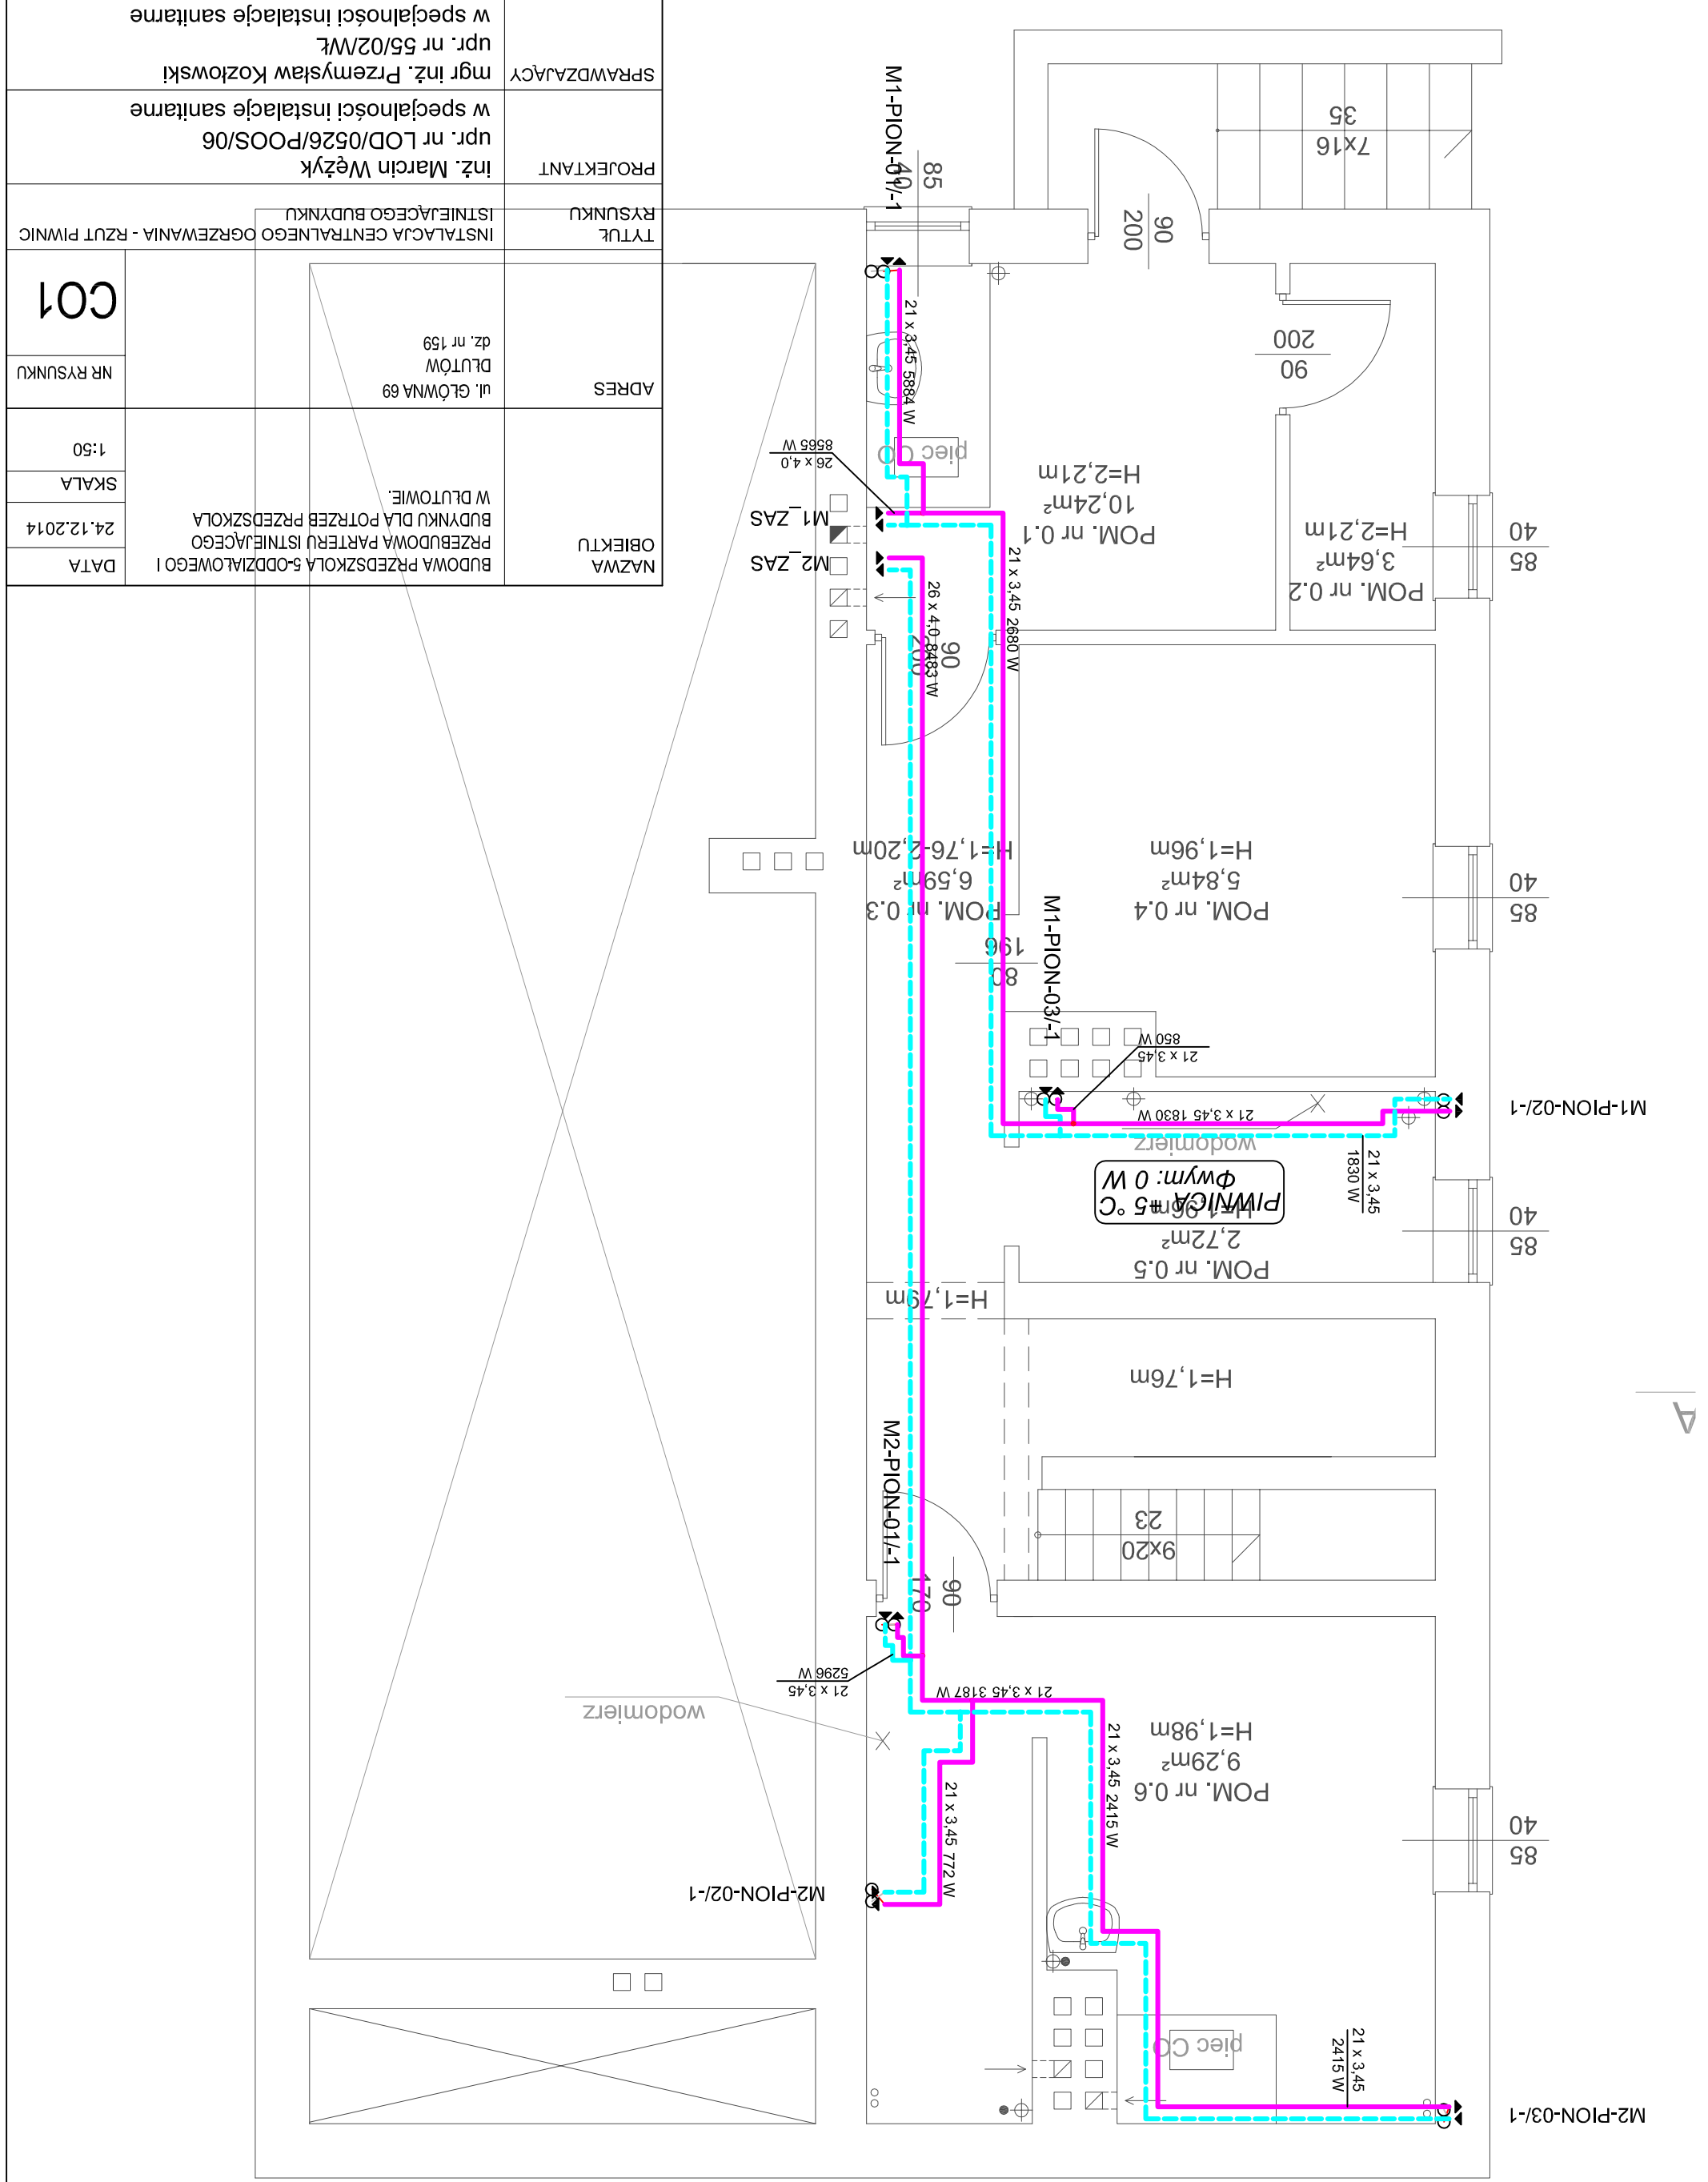 M2-PION-03/-1
21 x 3,45
2415 W
piec CO
M2-PION-02/-1
21 x 3,45 772 W
POM. nr 0.6
9,29m²
H=1,98m
85
40
21 x 3,45 2415 W
21 x 3,45 3187 W
wodomierz
21 x 3,45
5296 W
M2-PION-01/-1
90
170
9x20
23
A
H=1,76m
H=1,79m
POM. nr 0.5
2,72m²
H=1,96m
PIWNICA +5 °C
Φwym: 0 W
85
40
21 x 3,45
1830 W
wodomierz
21 x 3,45 1830 W
M1-PION-02/-1
21 x 3,45
850 W
M1-PION-03/-1
80
196
POM. nr 0.4
5,84m²
H=1,96m
85
40
POM. nr 0.3
6,59m²
H=1,76-2,20m
90
200
26 x 4,0 8483 W
21 x 3,45 2680 W
M2_ZAS
M1_ZAS
POM. nr 0.2
3,64m²
H=2,21m
85
40
POM. nr 0.1
10,24m²
H=2,21m
26 x 4,0
8565 W
piec CO
21 x 3,45 5884 W
90
200
90
200
85
40
M1-PION-01/-1
7x16
35
NAZWA
OBIEKTU
BUDOWA PRZEDSZKOLA 5-ODDZIAŁOWEGO I
PRZEBUDOWA PARTERU ISTNIEJĄCEGO
BUDYNKU DLA POTRZEB PRZEDSZKOLA
W DŁUTOWIE.
DATA
24.12.2014
SKALA
1:50
ADRES
ul. GŁÓWNA 69
DŁUTÓW
dz. nr 159
NR RYSUNKU
CO1
TYTUŁ
RYSUNKU
INSTALACJA CENTRALNEGO OGRZEWANIA - RZUT PIWNIC
ISTNIEJĄCEGO BUDYNKU
PROJEKTANT
inż. Marcin Wężyk
upr. nr LOD/0526/POOS/06
w specjalności instalacje sanitarne
SPRAWDZAJĄCY
mgr inż. Przemysław Kozłowski
upr. nr 55/02/WŁ
w specjalności instalacje sanitarne